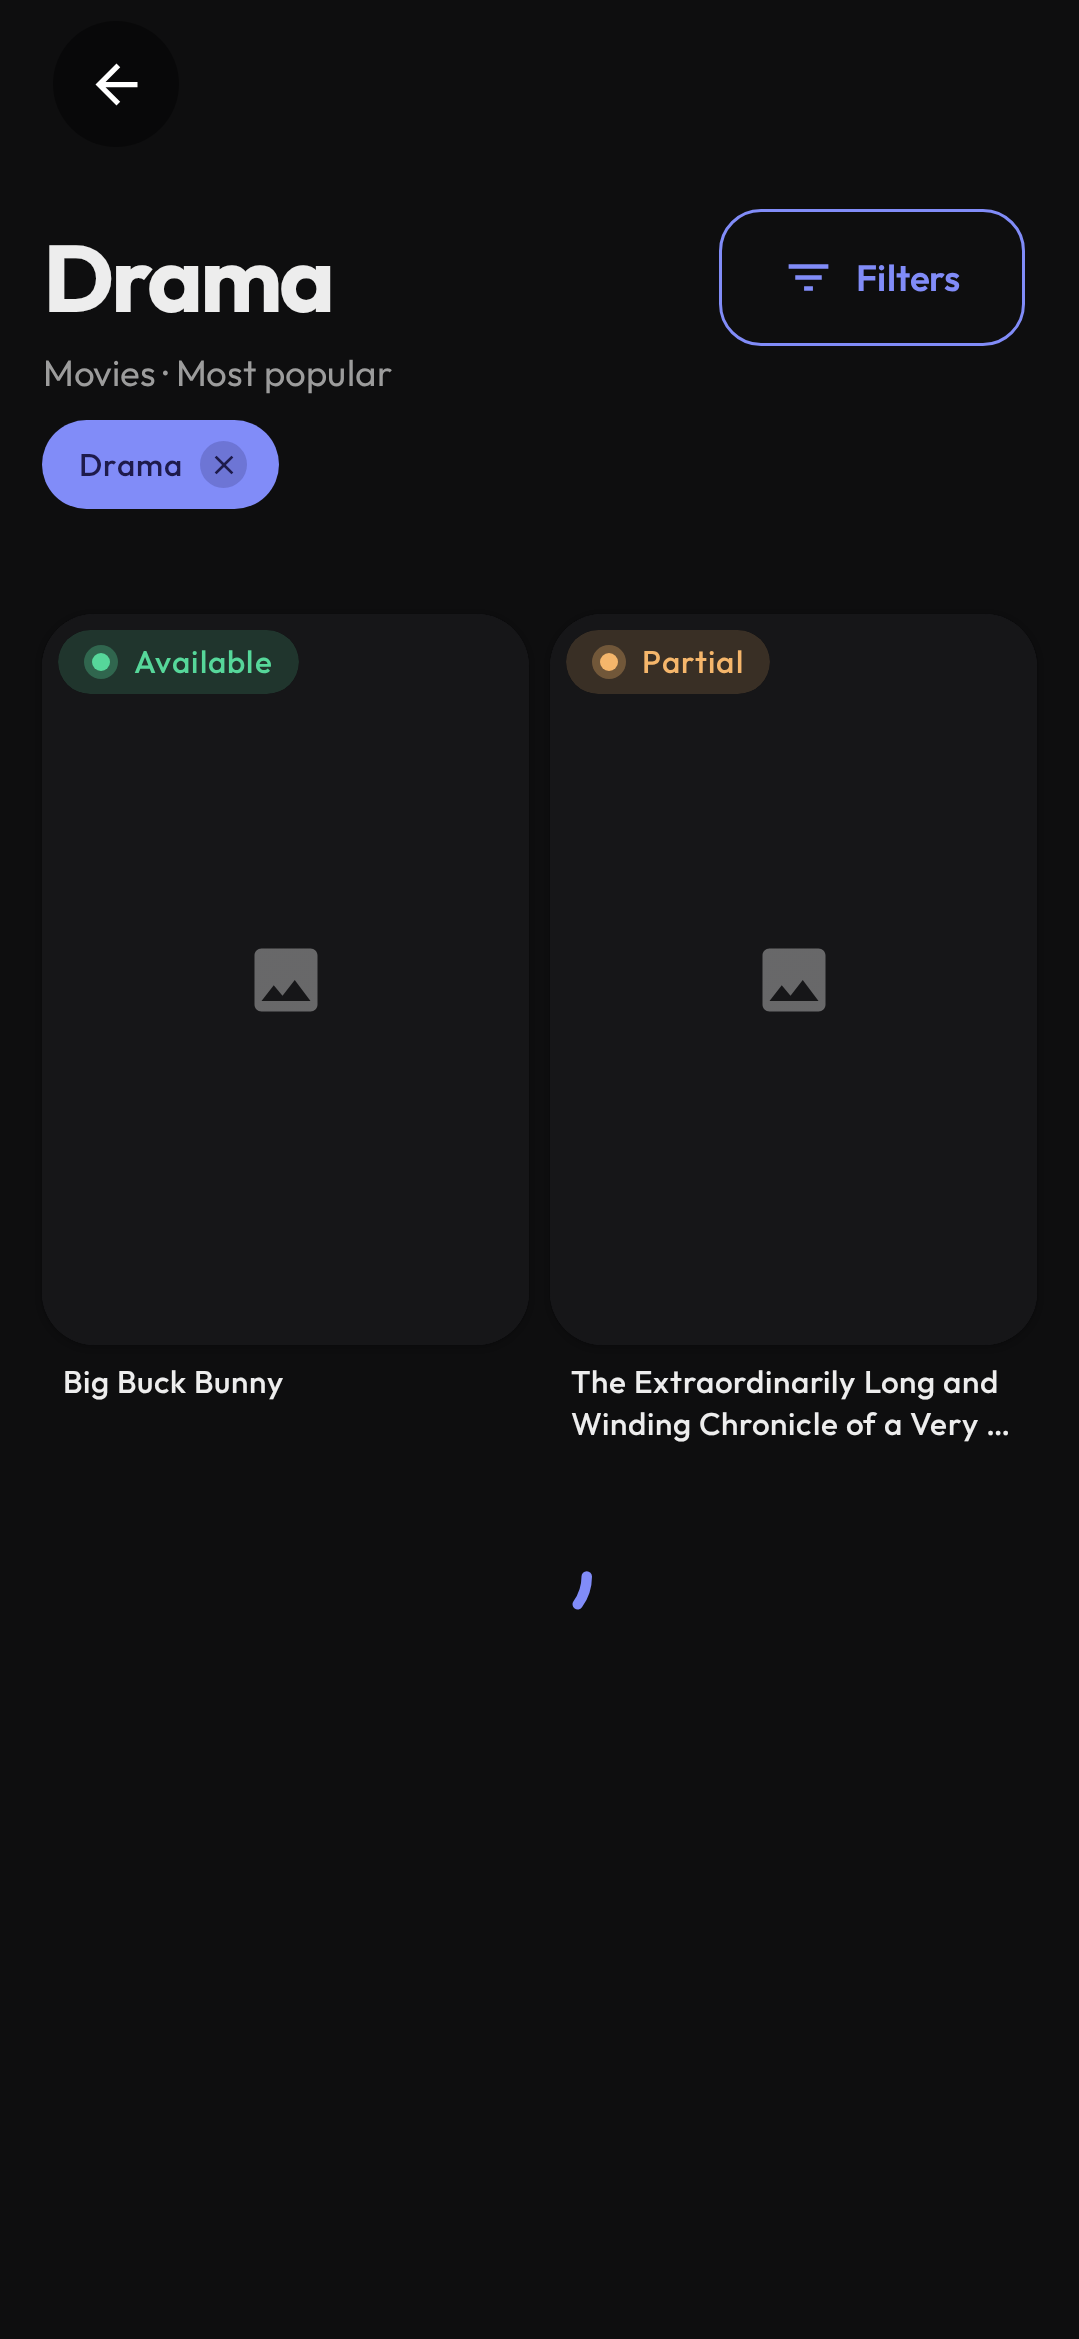 Drama
Filters
Movies · Most popular
Drama
Available
Partial
Big Buck Bunny
The Extraordinarily Long and
Winding Chronicle of a Very ...